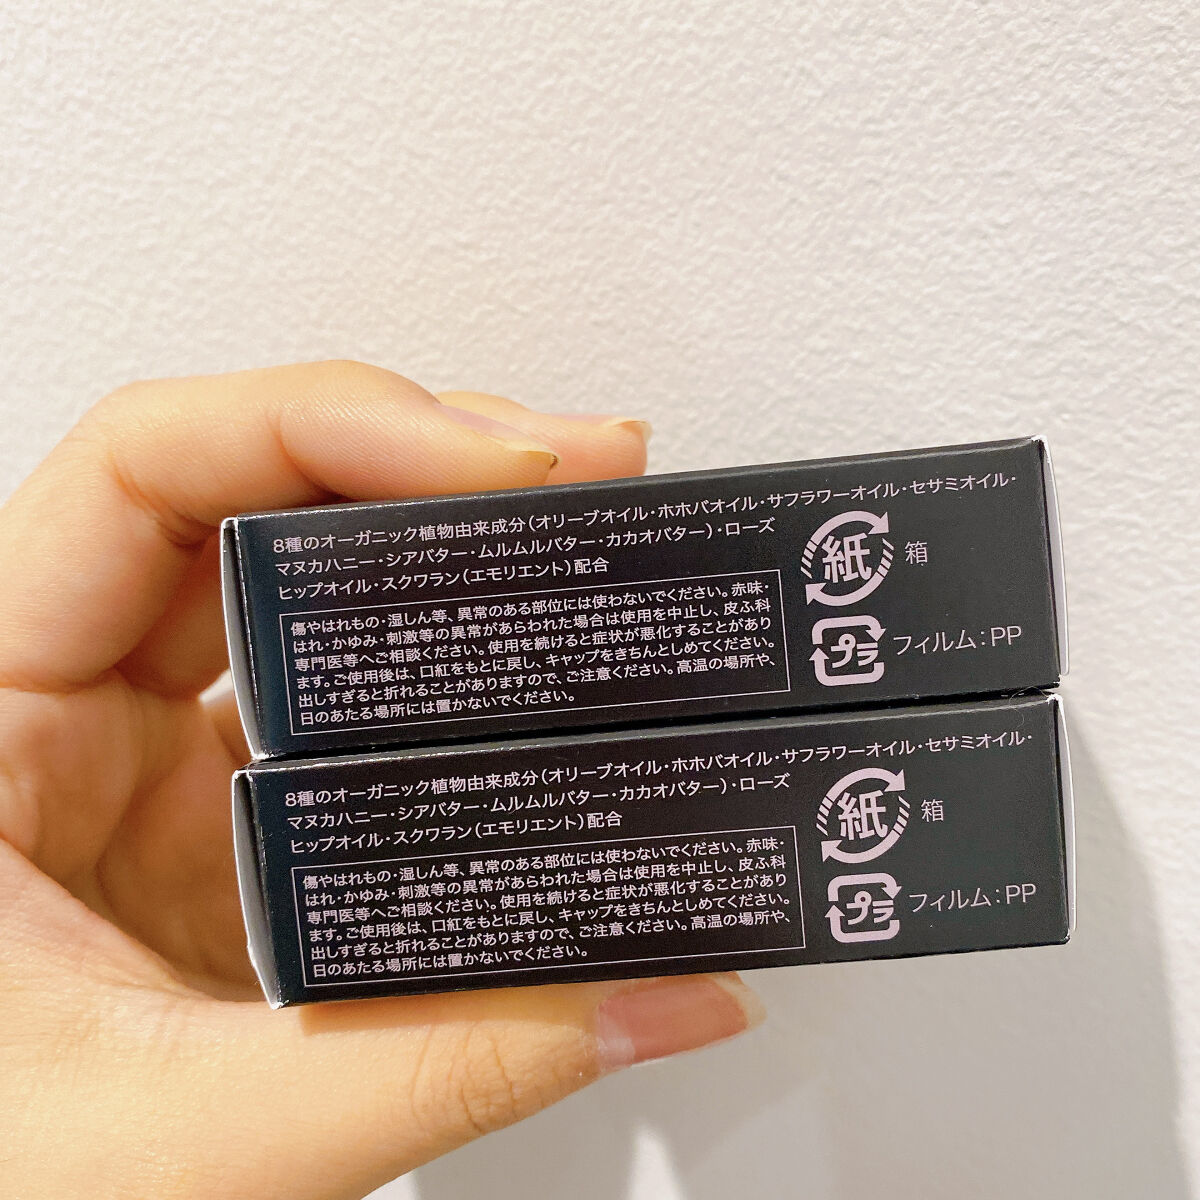 8種のオーガニック植物由来成分(オリーブオイル・ホホバオイル・サフラワーオイル・セサミオイル・
マヌカハニー・シアバター・ムルムルバター・カカオバター)・ローズ
ヒップオイル・スクワラン(エモリエント)配合
傷やはれもの・湿しん等、異常のある部位には使わないでください。赤味・
はれ・かゆみ・刺激等の異常があらわれた場合は使用を中止し、皮ふ科
専門医等へご相談ください。使用を続けると症状が悪化することがあり
ます。ご使用後は、口紅をもとに戻し、キャップをきちんとしめてください。
出しすぎると折れることがありますので、ご注意ください。高温の場所や、
日のあたる場所には置かないでください。
紙 箱
プラ フィルム:PP
8種のオーガニック植物由来成分(オリーブオイル・ホホバオイル・サフラワーオイル・セサミオイル・
マヌカハニー・シアバター・ムルムルバター・カカオバター)・ローズ
ヒップオイル・スクワラン(エモリエント)配合
傷やはれもの・湿しん等、異常のある部位には使わないでください。赤味・
はれ・かゆみ・刺激等の異常があらわれた場合は使用を中止し、皮ふ科
専門医等へご相談ください。使用を続けると症状が悪化することがあり
ます。ご使用後は、口紅をもとに戻し、キャップをきちんとしめてください。
出しすぎると折れることがありますので、ご注意ください。高温の場所や、
日のあたる場所には置かないでください。
紙 箱
プラ フィルム:PP